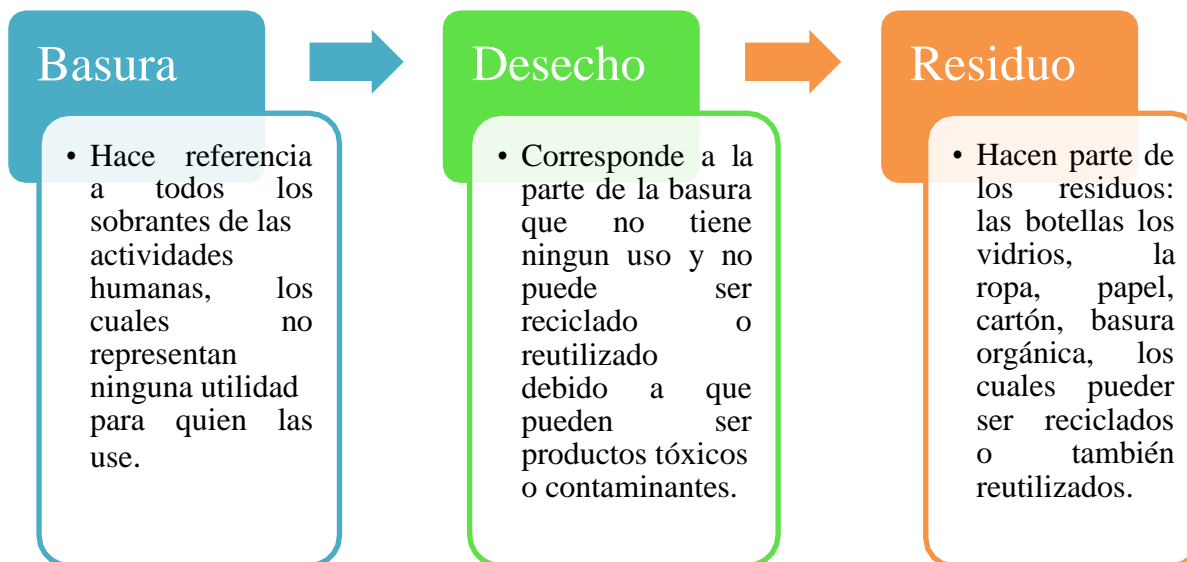 Basura
• Hace referencia
a todos los
sobrantes de las
actividades
humanas, los
cuales no
representan
ninguna utilidad
para quien las
use.
Desecho
• Corresponde a la
parte de la basura
que no tiene
ningun uso y no
puede ser
reciclado o
reutilizado
debido a que
pueden ser
productos tóxicos
o contaminantes.
Residuo
• Hacen parte de
los residuos:
las botellas los
vidrios, la
ropa, papel,
cartón, basura
orgánica, los
cuales pueder
ser reciclados
o también
reutilizados.